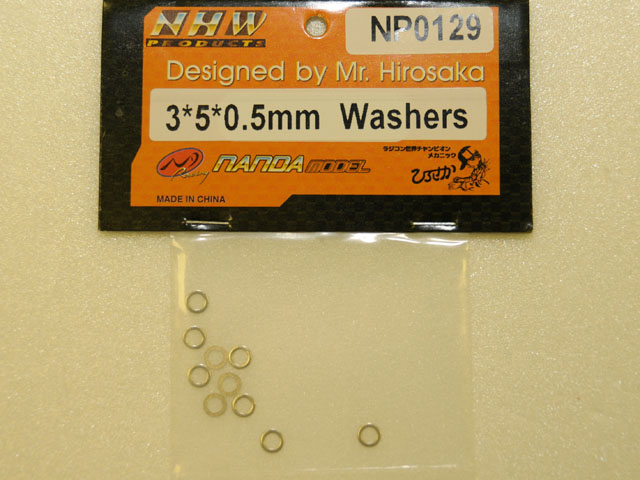 NHW
PRODUCTS
NP0129
Designed by Mr. Hirosaka
3*5*0.5mm Washers
Racing
NANDA MODEL
ラジコン世界チャンピオン
メカニック
ひろさか
MADE IN CHINA